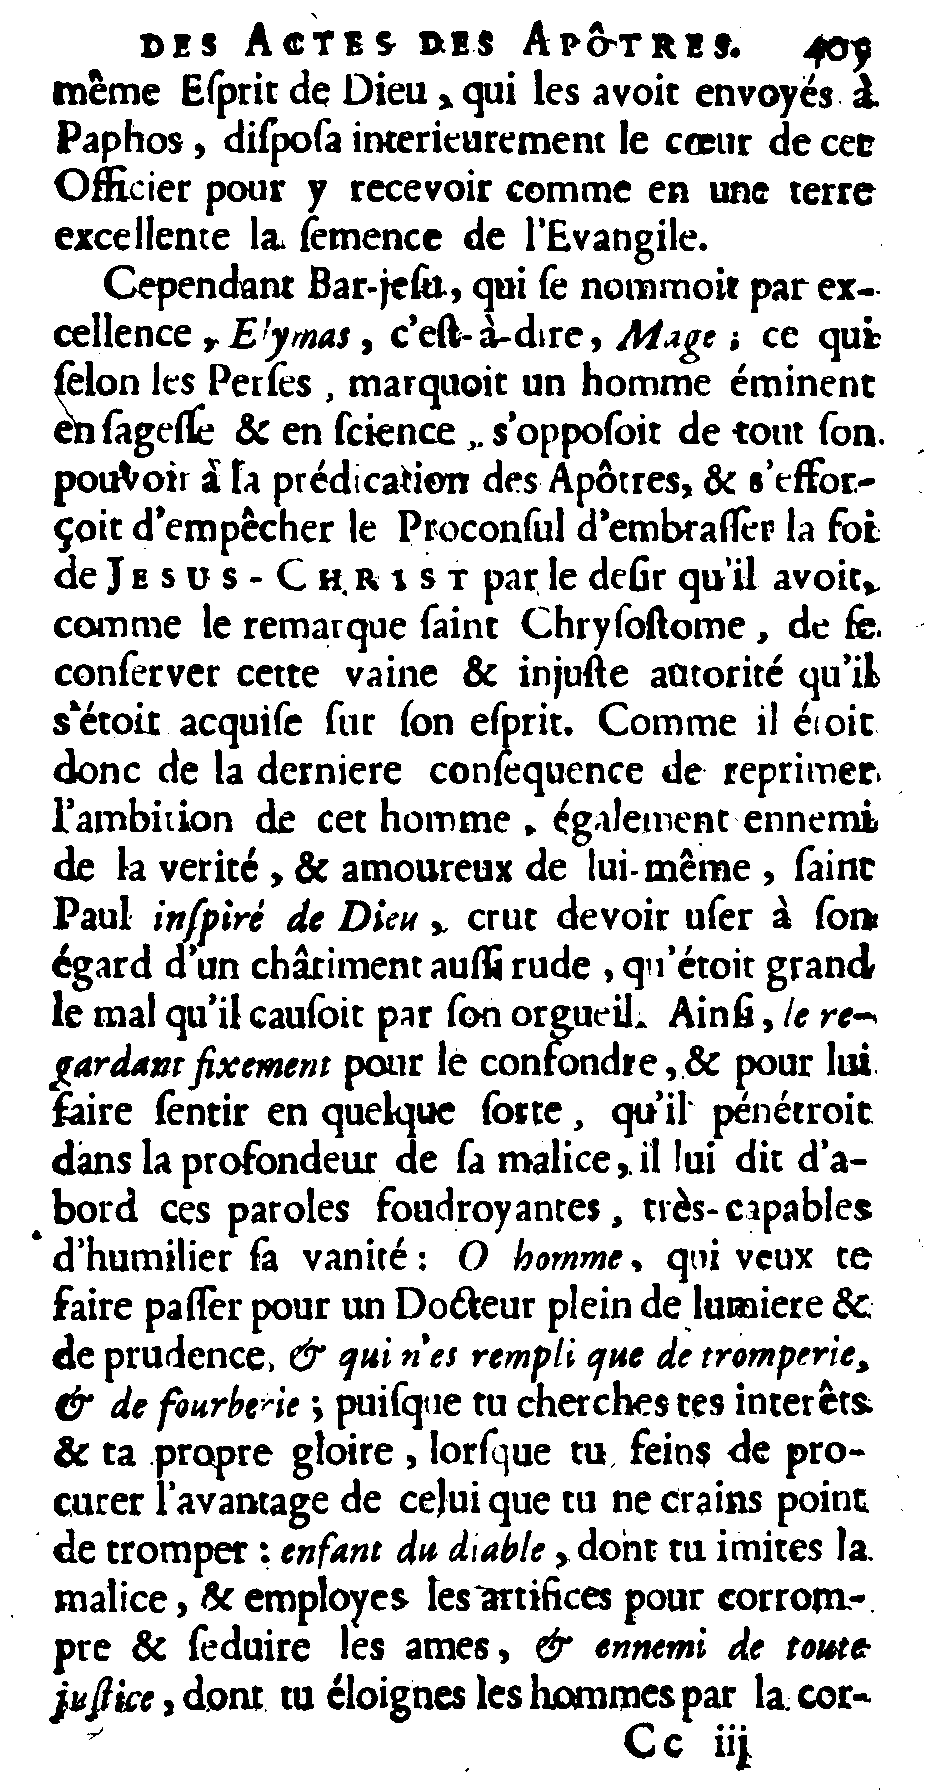 DES ACTES DES APÔTRES. 405
même Eſprit de Dieu, qui les avoit envoyés à
Paphos, diſpoſa interieurement le cœur de cet
Officier pour y recevoir comme en une terre
excellente la ſemence de l'Evangile.
Cependant Bar-jeſu, qui ſe nommoit par ex-
cellence, Elymas, c'eſt-à-dire, Mage; ce qui
ſelon les Perſes, marquoit un homme éminent
en ſageſſe & en ſcience, s'oppoſoit de tout ſon
pouvoir à la prédication des Apôtres, & s'effor-
çoit d'empêcher le Proconſul d'embraſſer la foi
de JESUS-CHRIST par le deſir qu'il avoit,
comme le remarque ſaint Chryſoſtome, de ſe
conſerver cette vaine & injuſte autorité qu'il
s'étoit acquiſe ſur ſon eſprit. Comme il étoit
donc de la derniere conſequence de reprimer
l'ambition de cet homme, également ennemi
de la verité, & amoureux de lui-même, ſaint
Paul inſpiré de Dieu, crut devoir uſer à ſon
égard d'un châtiment auſſi rude, qu'étoit grand
le mal qu'il cauſoit par ſon orgueil. Ainſi, le re-
gardant fixement pour le confondre, & pour lui
faire ſentir en quelque ſorte, qu'il pénétroit
dans la profondeur de ſa malice, il lui dit d'a-
bord ces paroles foudroyantes, très-capables
d'humilier ſa vanité: O homme, qui veux te
faire paſſer pour un Docteur plein de lumiere &
de prudence, & qui n'es rempli que de tromperie,
& de fourberie; puiſque tu cherches tes interêts
& ta propre gloire, lorſque tu feins de pro-
curer l'avantage de celui que tu ne crains point
de tromper: enfant du diable, dont tu imites la
malice, & employes les artifices pour corrom-
pre & ſeduire les ames, & ennemi de toute
juſtice, dont tu éloignes les hommes par la cor-
Cc iij